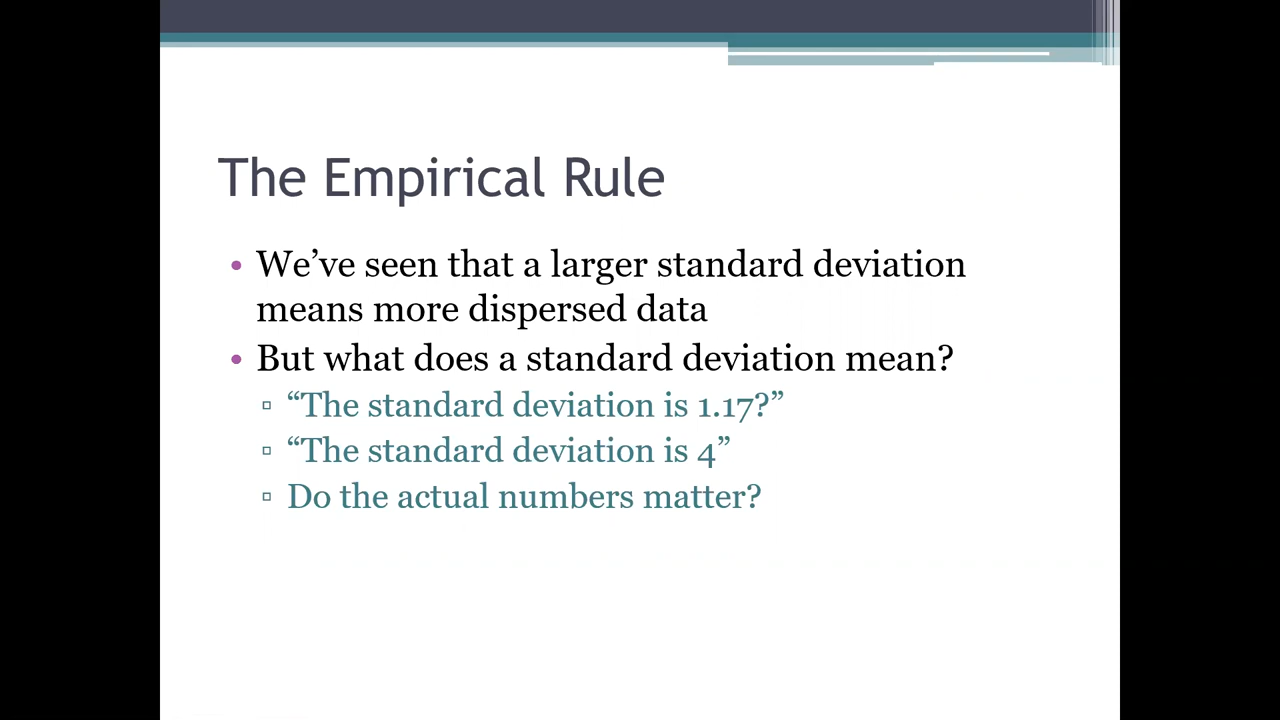 The Empirical Rule
• We’ve seen that a larger standard deviation
means more dispersed data
• But what does a standard deviation mean?
▫ “The standard deviation is 1.17?”
▫ “The standard deviation is 4”
▫ Do the actual numbers matter?